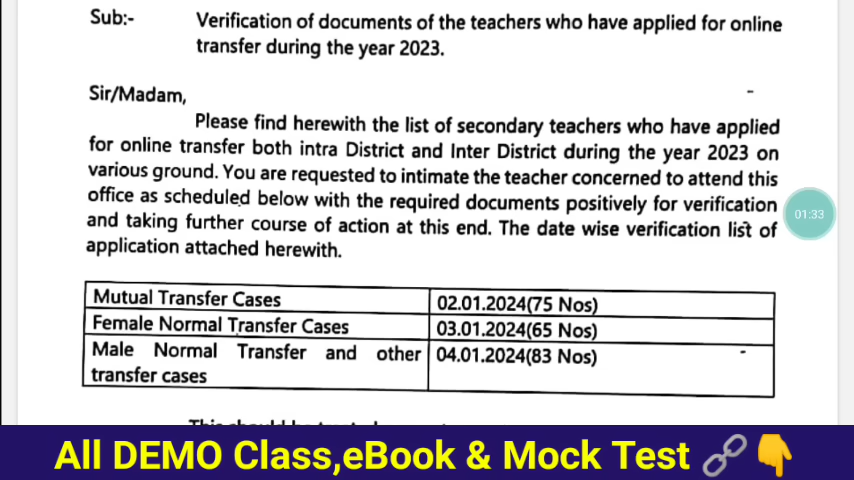 Sub:- Verification of documents of the teachers who have applied for online
transfer during the year 2023.
Sir/Madam,
Please find herewith the list of secondary teachers who have applied
for online transfer both intra District and Inter District during the year 2023 on
various ground. You are requested to intimate the teacher concerned to attend this
office as scheduled below with the required documents positively for verification
and taking further course of action at this end. The date wise verification list of
application attached herewith.
01:33
Mutual Transfer Cases 02.01.2024(75 Nos)
Female Normal Transfer Cases 03.01.2024(65 Nos)
Male Normal Transfer and other 04.01.2024(83 Nos)
transfer cases
This should be
All DEMO Class,eBook & Mock Test 🔗👇